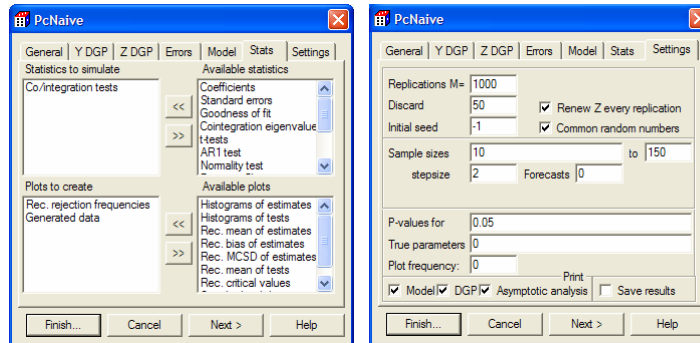 PcNaive
General Y DGP Z DGP Errors Model Stats Settings
Statistics to simulate
Available statistics
Co/integration tests
<<
>>
Coefficients
Standard errors
Goodness of fit
Cointegration eigenvalue
t-tests
AR1 test
Normality test
Plots to create
Available plots
Rec. rejection frequencies
Generated data
<<
>>
Histograms of estimates
Histograms of tests
Rec. mean of estimates
Rec. bias of estimates
Rec. MCSD of estimates
Rec. mean of tests
Rec. critical values
Finish... Cancel Next > Help
PcNaive
General Y DGP Z DGP Errors Model Stats Settings
Replications M= 1000
Discard 50 Renew Z every replication
Initial seed -1 Common random numbers
Sample sizes 10 to 150
stepsize 2 Forecasts 0
P-values for 0.05
True parameters 0
Plot frequency: 0
Print
Model DGP Asymptotic analysis Save results
Finish... Cancel Next > Help